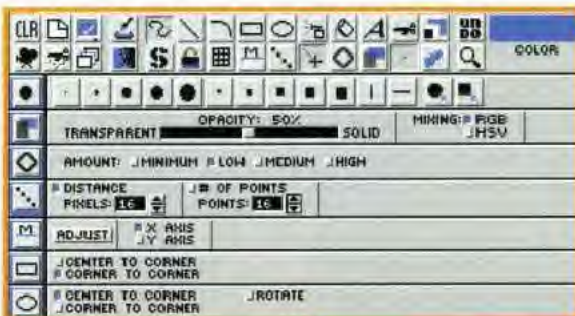 CLR A UN DO
$ M COLOR
OPACITY: 50%
TRANSPARENT SOLID
MIXING: RGB
HSV
AMOUNT: MINIMUM LOW MEDIUM HIGH
DISTANCE # OF POINTS
PIXELS: 16 POINTS: 16
M ADJUST X AXIS
Y AXIS
CENTER TO CORNER
CORNER TO CORNER
CENTER TO CORNER ROTATE
CORNER TO CORNER